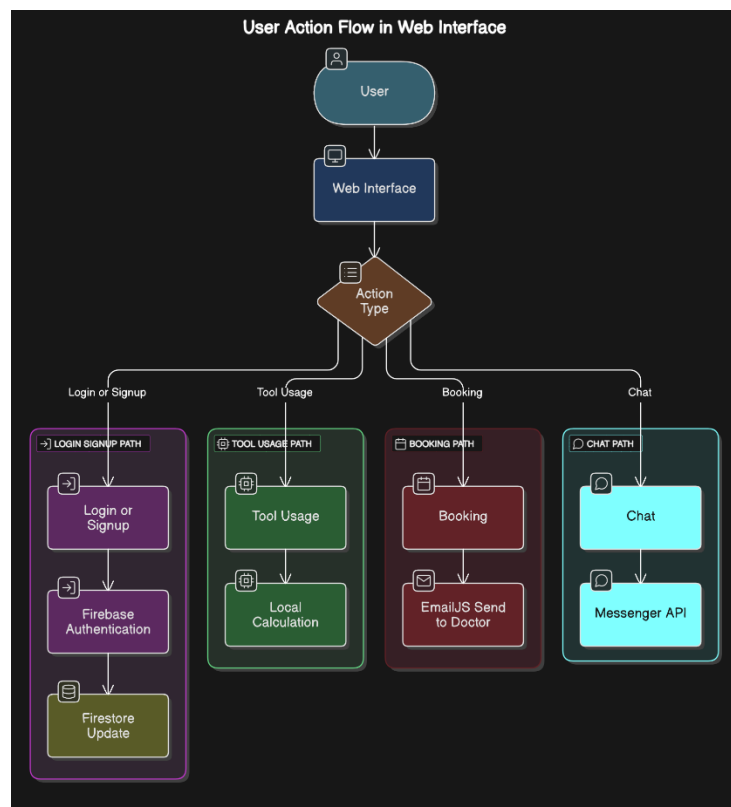 User Action Flow in Web Interface
User
Web Interface
Action
Type
Login or Signup
Tool Usage
Booking
Chat
LOGIN SIGNUP PATH
Login or
Signup
Firebase
Authentication
Firestore
Update
TOOL USAGE PATH
Tool Usage
Local
Calculation
BOOKING PATH
Booking
EmailJS Send
to Doctor
CHAT PATH
Chat
Messenger API